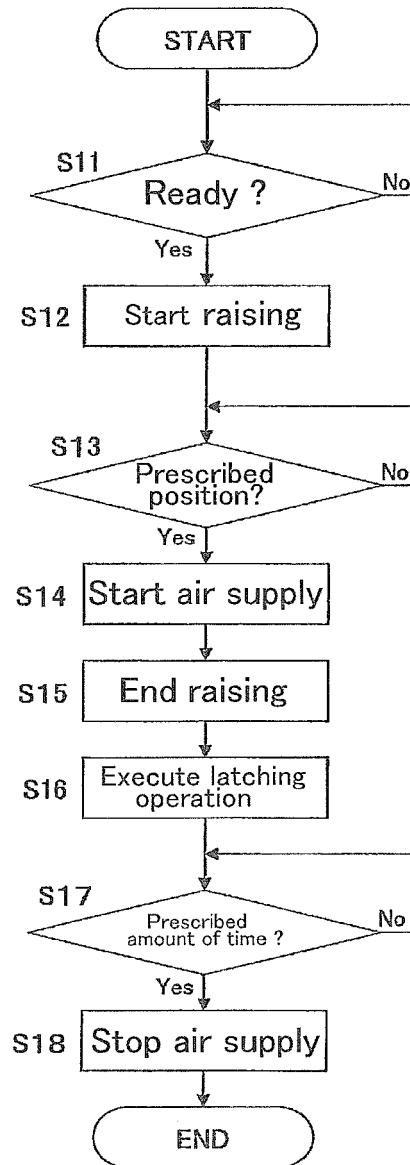 START
S11
Ready ?
No
Yes
S12
Start raising
S13
Prescribed
position?
No
Yes
S14
Start air supply
S15
End raising
S16
Execute latching
operation
S17
Prescribed
amount of time ?
No
Yes
S18
Stop air supply
END